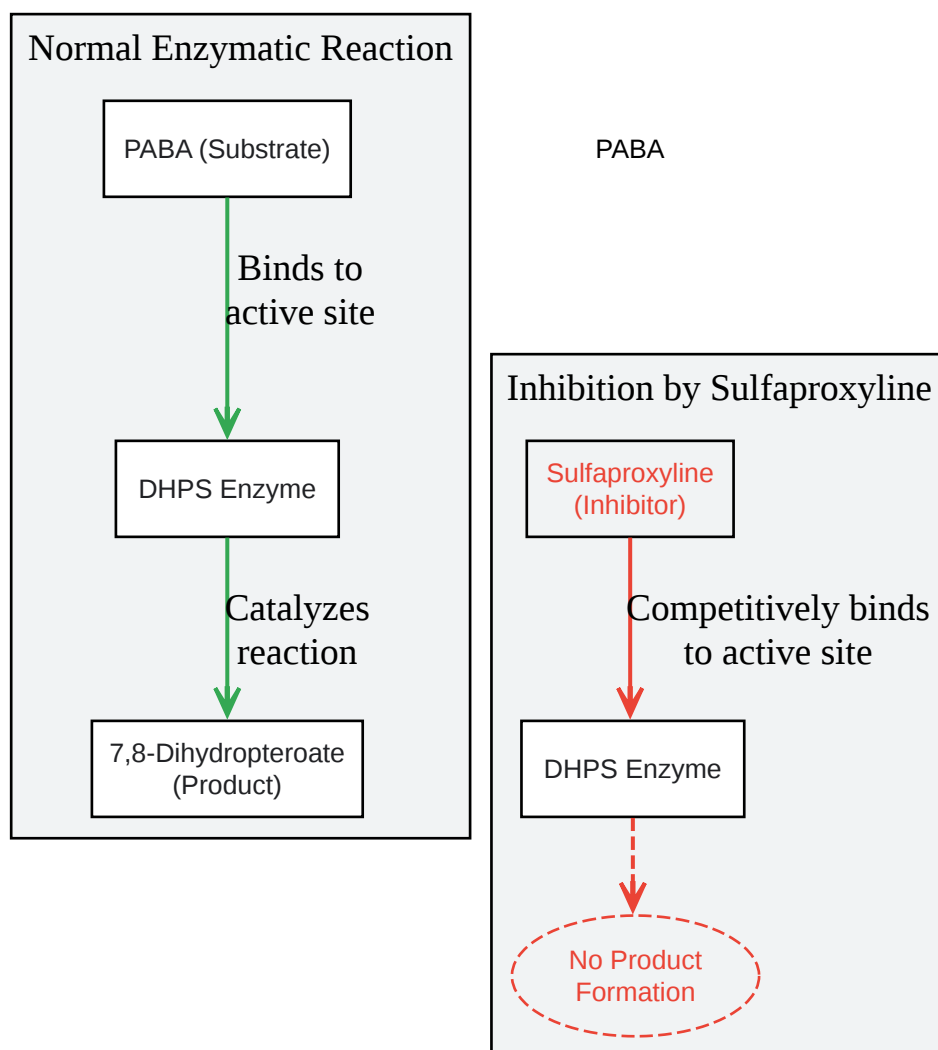 Normal Enzymatic Reaction
PABA (Substrate)
Binds to
active site
DHPS Enzyme
Catalyzes
reaction
7,8-Dihydropteroate
(Product)
PABA
Inhibition by Sulfaproxyline
Sulfaproxyline
(Inhibitor)
Competitively binds
to active site
DHPS Enzyme
No Product
Formation